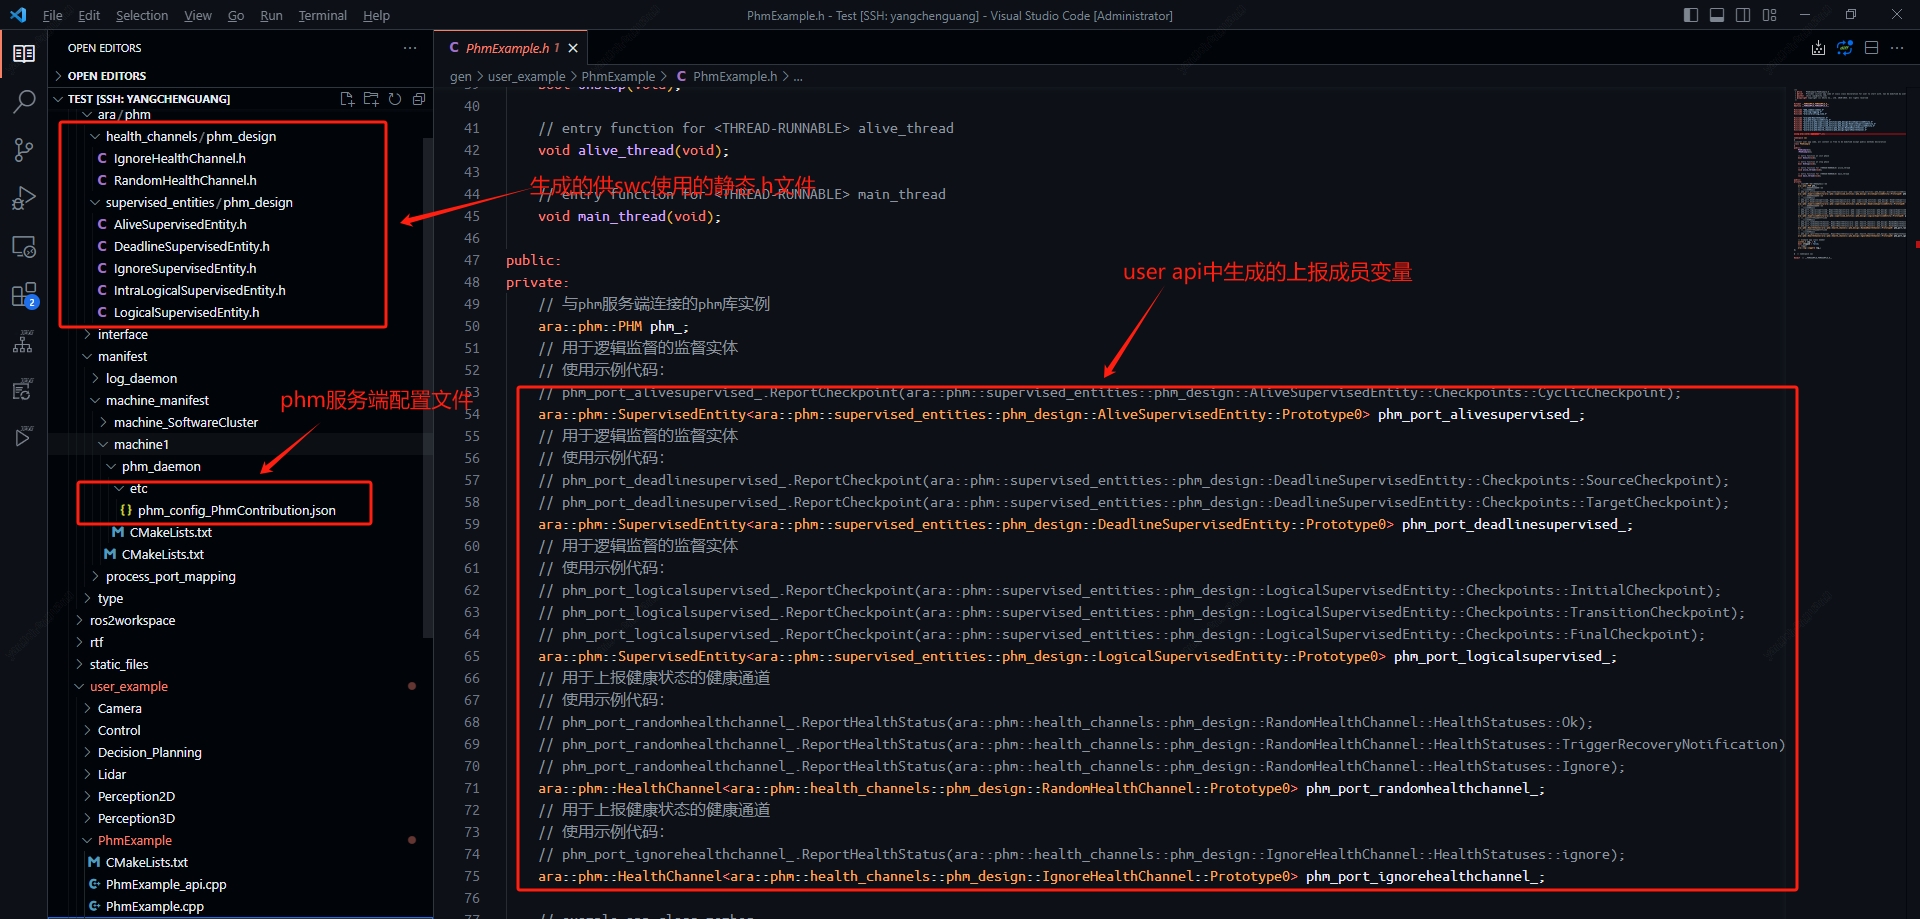 File Edit Selection View Go Run Terminal Help
PhmExample.h - Test [SSH: yangchenguang] - Visual Studio Code [Administrator]
OPEN EDITORS
OPEN EDITORS
TEST [SSH: YANGCHENGUANG]
ara/phm
health_channels/phm_design
C IgnoreHealthChannel.h
C RandomHealthChannel.h
supervised_entities/phm_design
C AliveSupervisedEntity.h
C DeadlineSupervisedEntity.h
C IgnoreSupervisedEntity.h
C IntraLogicalSupervisedEntity.h
C LogicalSupervisedEntity.h
interface
manifest
log_daemon
machine_manifest
machine_SoftwareCluster
machine1
phm_daemon
etc
{} phm_config_PhmContribution.json
M CMakeLists.txt
M CMakeLists.txt
process_port_mapping
type
ros2workspace
rtf
static_files
user_example
Camera
Control
Decision_Planning
Lidar
Perception2D
Perception3D
PhmExample
M CMakeLists.txt
PhmExample_api.cpp
PhmExample.cpp
2
生成的供swc使用的静态.h文件
phm服务端配置文件
user api中生成的上报成员变量
C PhmExample.h 1
gen > user_example > PhmExample > C PhmExample.h > ...
39 bool OnStop(void);
40
41 // entry function for <THREAD-RUNNABLE> alive_thread
42 void alive_thread(void);
43
44 // entry function for <THREAD-RUNNABLE> main_thread
45 void main_thread(void);
46
47 public:
48 private:
49 // 与phm服务端连接的phm库实例
50 ara::phm::PHM phm_;
51 // 用于逻辑监督的监督实体
52 // 使用示例代码：
53 // phm_port_alivesupervised_.ReportCheckpoint(ara::phm::supervised_entities::phm_design::AliveSupervisedEntity::Checkpoints::CyclicCheckpoint);
54 ara::phm::SupervisedEntity<ara::phm::supervised_entities::phm_design::AliveSupervisedEntity::Prototype0> phm_port_alivesupervised_;
55 // 用于逻辑监督的监督实体
56 // 使用示例代码：
57 // phm_port_deadlinesupervised_.ReportCheckpoint(ara::phm::supervised_entities::phm_design::DeadlineSupervisedEntity::Checkpoints::SourceCheckpoint);
58 // phm_port_deadlinesupervised_.ReportCheckpoint(ara::phm::supervised_entities::phm_design::DeadlineSupervisedEntity::Checkpoints::TargetCheckpoint);
59 ara::phm::SupervisedEntity<ara::phm::supervised_entities::phm_design::DeadlineSupervisedEntity::Prototype0> phm_port_deadlinesupervised_;
60 // 用于逻辑监督的监督实体
61 // 使用示例代码：
62 // phm_port_logicalsupervised_.ReportCheckpoint(ara::phm::supervised_entities::phm_design::LogicalSupervisedEntity::Checkpoints::InitialCheckpoint);
63 // phm_port_logicalsupervised_.ReportCheckpoint(ara::phm::supervised_entities::phm_design::LogicalSupervisedEntity::Checkpoints::TransitionCheckpoint);
64 // phm_port_logicalsupervised_.ReportCheckpoint(ara::phm::supervised_entities::phm_design::LogicalSupervisedEntity::Checkpoints::FinalCheckpoint);
65 ara::phm::SupervisedEntity<ara::phm::supervised_entities::phm_design::LogicalSupervisedEntity::Prototype0> phm_port_logicalsupervised_;
66 // 用于上报健康状态的健康通道
67 // 使用示例代码：
68 // phm_port_randomhealthchannel_.ReportHealthStatus(ara::phm::health_channels::phm_design::RandomHealthChannel::HealthStatuses::Ok);
69 // phm_port_randomhealthchannel_.ReportHealthStatus(ara::phm::health_channels::phm_design::RandomHealthChannel::HealthStatuses::TriggerRecoveryNotification)
70 // phm_port_randomhealthchannel_.ReportHealthStatus(ara::phm::health_channels::phm_design::RandomHealthChannel::HealthStatuses::Ignore);
71 ara::phm::HealthChannel<ara::phm::health_channels::phm_design::RandomHealthChannel::Prototype0> phm_port_randomhealthchannel_;
72 // 用于上报健康状态的健康通道
73 // 使用示例代码：
74 // phm_port_ignorehealthchannel_.ReportHealthStatus(ara::phm::health_channels::phm_design::IgnoreHealthChannel::HealthStatuses::ignore);
75 ara::phm::HealthChannel<ara::phm::health_channels::phm_design::IgnoreHealthChannel::Prototype0> phm_port_ignorehealthchannel_;
76
77